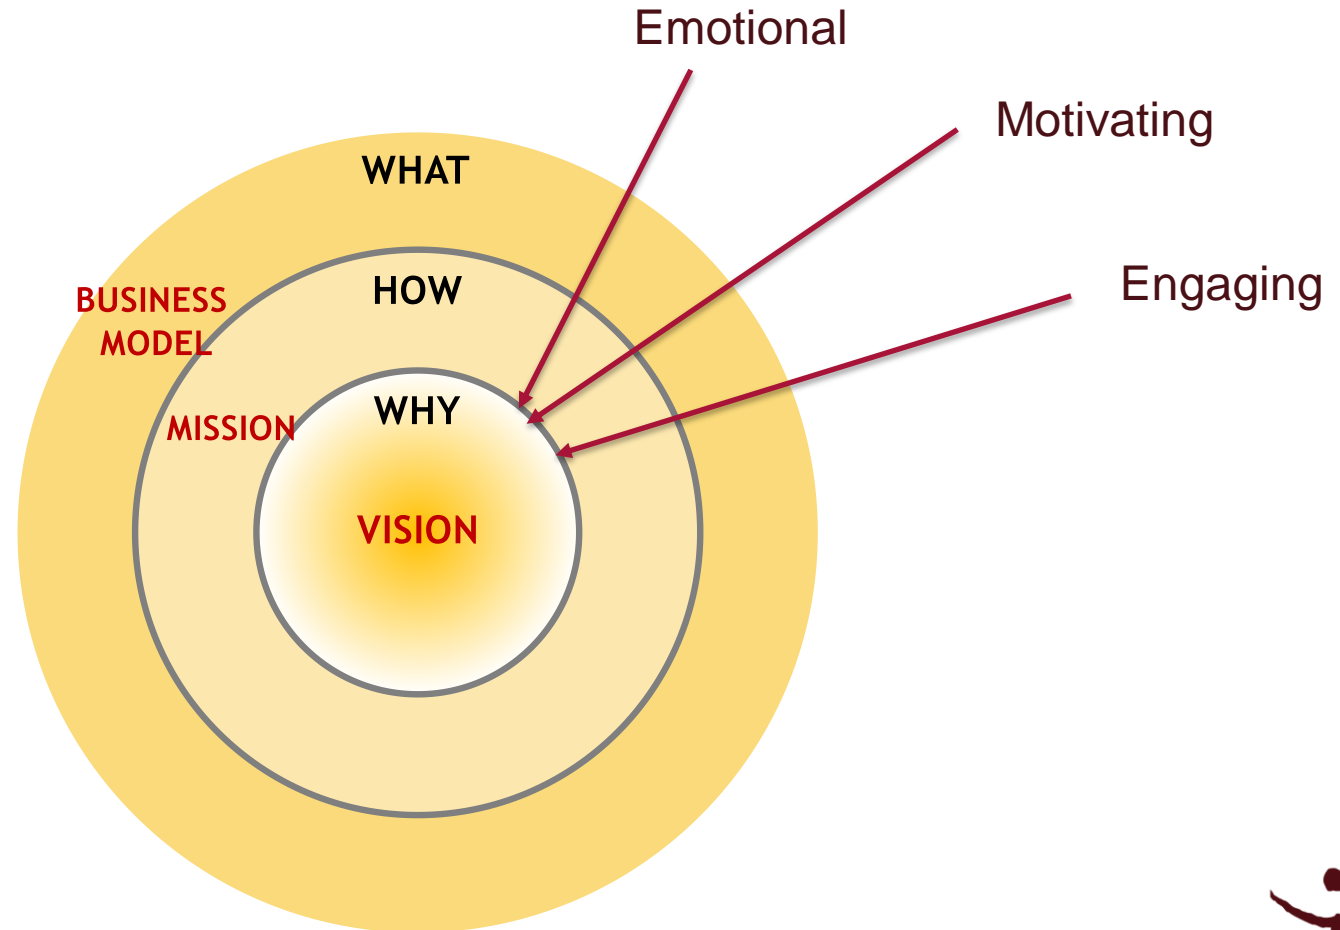 Emotional
Motivating
WHAT
Engaging
HOW
BUSINESS
MODEL
WHY
MISSION
VISION